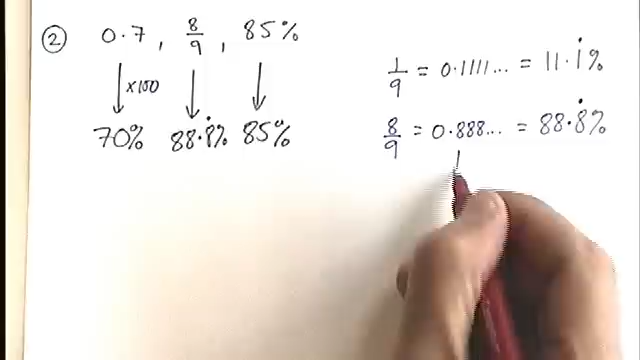 ② 0.7 , 8/9 , 85%
×100
70% 88.8̇% 85%
1/9 = 0.1111... = 11.1̇%
8/9 = 0.888... = 88.8̇%